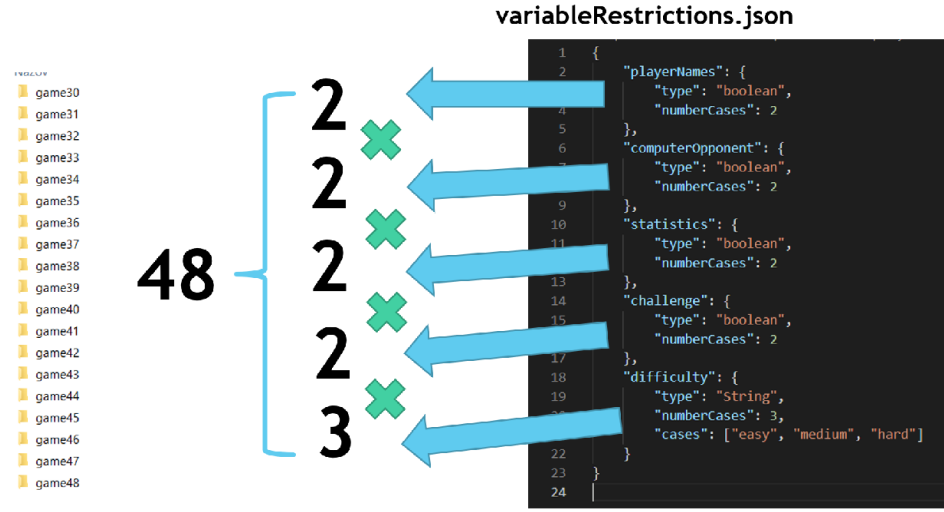 variableRestrictions.json
Názov
game30
game31
game32
game33
game34
game35
game36
game37
game38
game39
game40
game41
game42
game43
game44
game45
game46
game47
game48
48
2
2
2
2
3
1 {
2 "playerNames": {
"type": "boolean",
4 "numberCases": 2
5 },
6 "computerOpponent": {
"type": "boolean",
"numberCases": 2
9 },
10 "statistics": {
11 "type": "boolean",
"numberCases": 2
13 },
14 "challenge": {
15 "type": "boolean",
"numberCases": 2
17 },
18 "difficulty": {
19 "type": "String",
"numberCases": 3,
"cases": ["easy", "medium", "hard"]
22 }
23 }
24